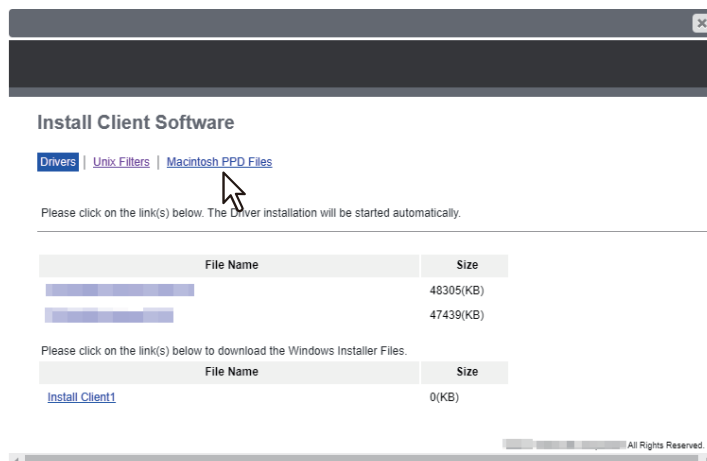 Install Client Software
Drivers | Unix Filters | Macintosh PPD Files
Please click on the link(s) below. The Driver installation will be started automatically.
File Name Size
48305(KB)
47439(KB)
Please click on the link(s) below to download the Windows Installer Files.
File Name Size
Install Client1 0(KB)
All Rights Reserved.